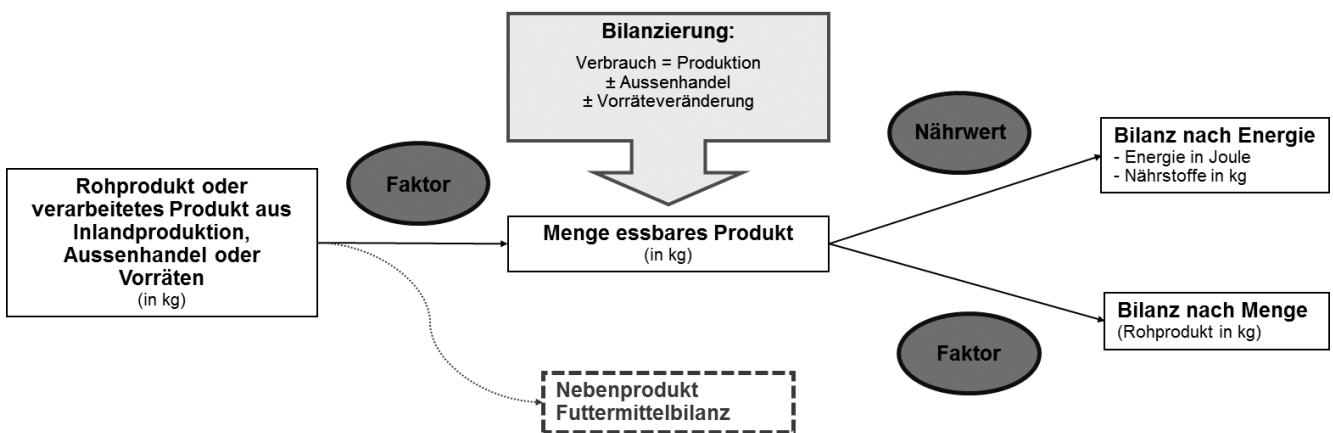 Bilanzierung:
Verbrauch = Produktion
± Aussenhandel
± Vorräteveränderung
Rohprodukt oder
verarbeitetes Produkt aus
Inlandproduktion,
Aussenhandel oder
Vorräten
(in kg)
Faktor
Menge essbares Produkt
(in kg)
Nährwert
Bilanz nach Energie
- Energie in Joule
- Nährstoffe in kg
Faktor
Bilanz nach Menge
(Rohprodukt in kg)
Nebenprodukt
Futtermittelbilanz